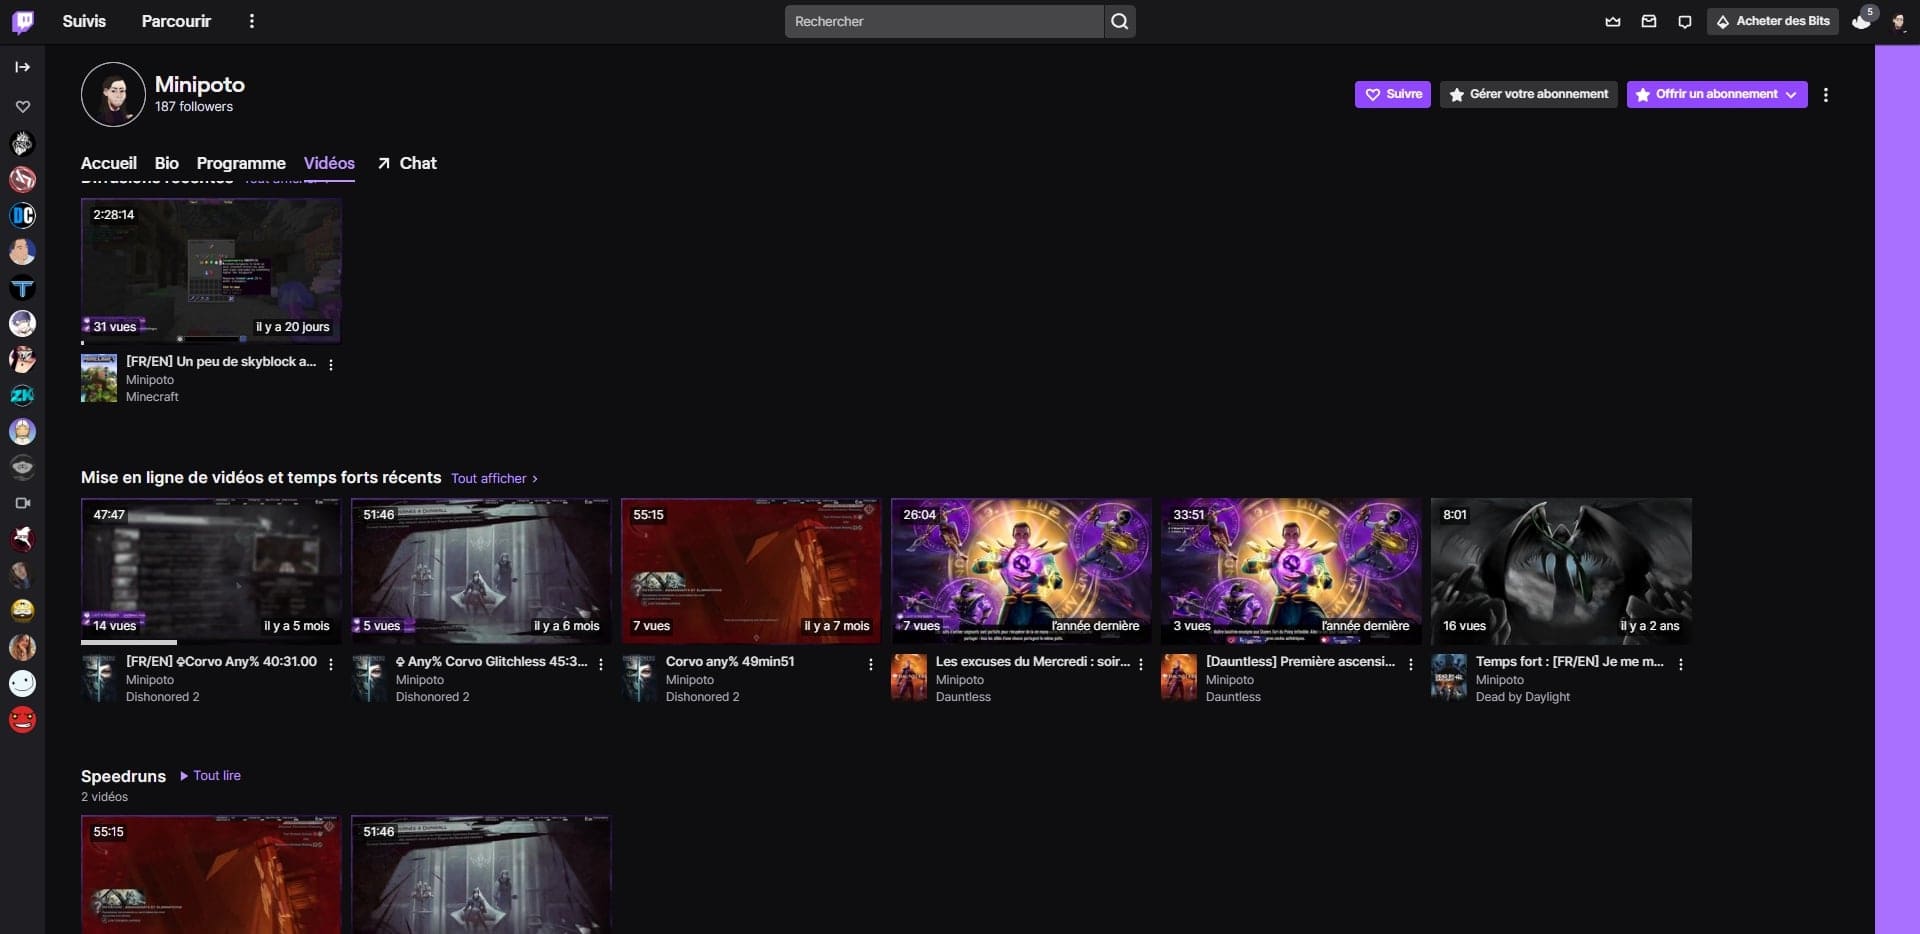 Suivis
Parcourir
Rechercher
Acheter des Bits
5
Minipoto
187 followers
Suivre
Gérer votre abonnement
Offrir un abonnement
Accueil
Bio
Programme
Vidéos
Chat
Diffusions récentes
Tout afficher
2:28:14
31 vues
il y a 20 jours
[FR/EN] Un peu de skyblock a...
Minipoto
Minecraft
Mise en ligne de vidéos et temps forts récents
Tout afficher
47:47
14 vues
il y a 5 mois
[FR/EN] ♧Corvo Any% 40:31.00
Minipoto
Dishonored 2
51:46
5 vues
il y a 6 mois
♧ Any% Corvo Glitchless 45:3...
Minipoto
Dishonored 2
55:15
7 vues
il y a 7 mois
Corvo any% 49min51
Minipoto
Dishonored 2
26:04
7 vues
l'année dernière
Les excuses du Mercredi : soir...
Minipoto
Dauntless
33:51
3 vues
l'année dernière
[Dauntless] Première ascensi...
Minipoto
Dauntless
8:01
16 vues
il y a 2 ans
Temps fort : [FR/EN] Je me m...
Minipoto
Dead by Daylight
Speedruns
Tout lire
2 vidéos
55:15
51:46